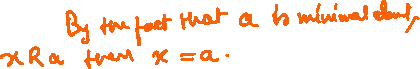 By the fact that a is minimal elmt,
x R a then x = a.